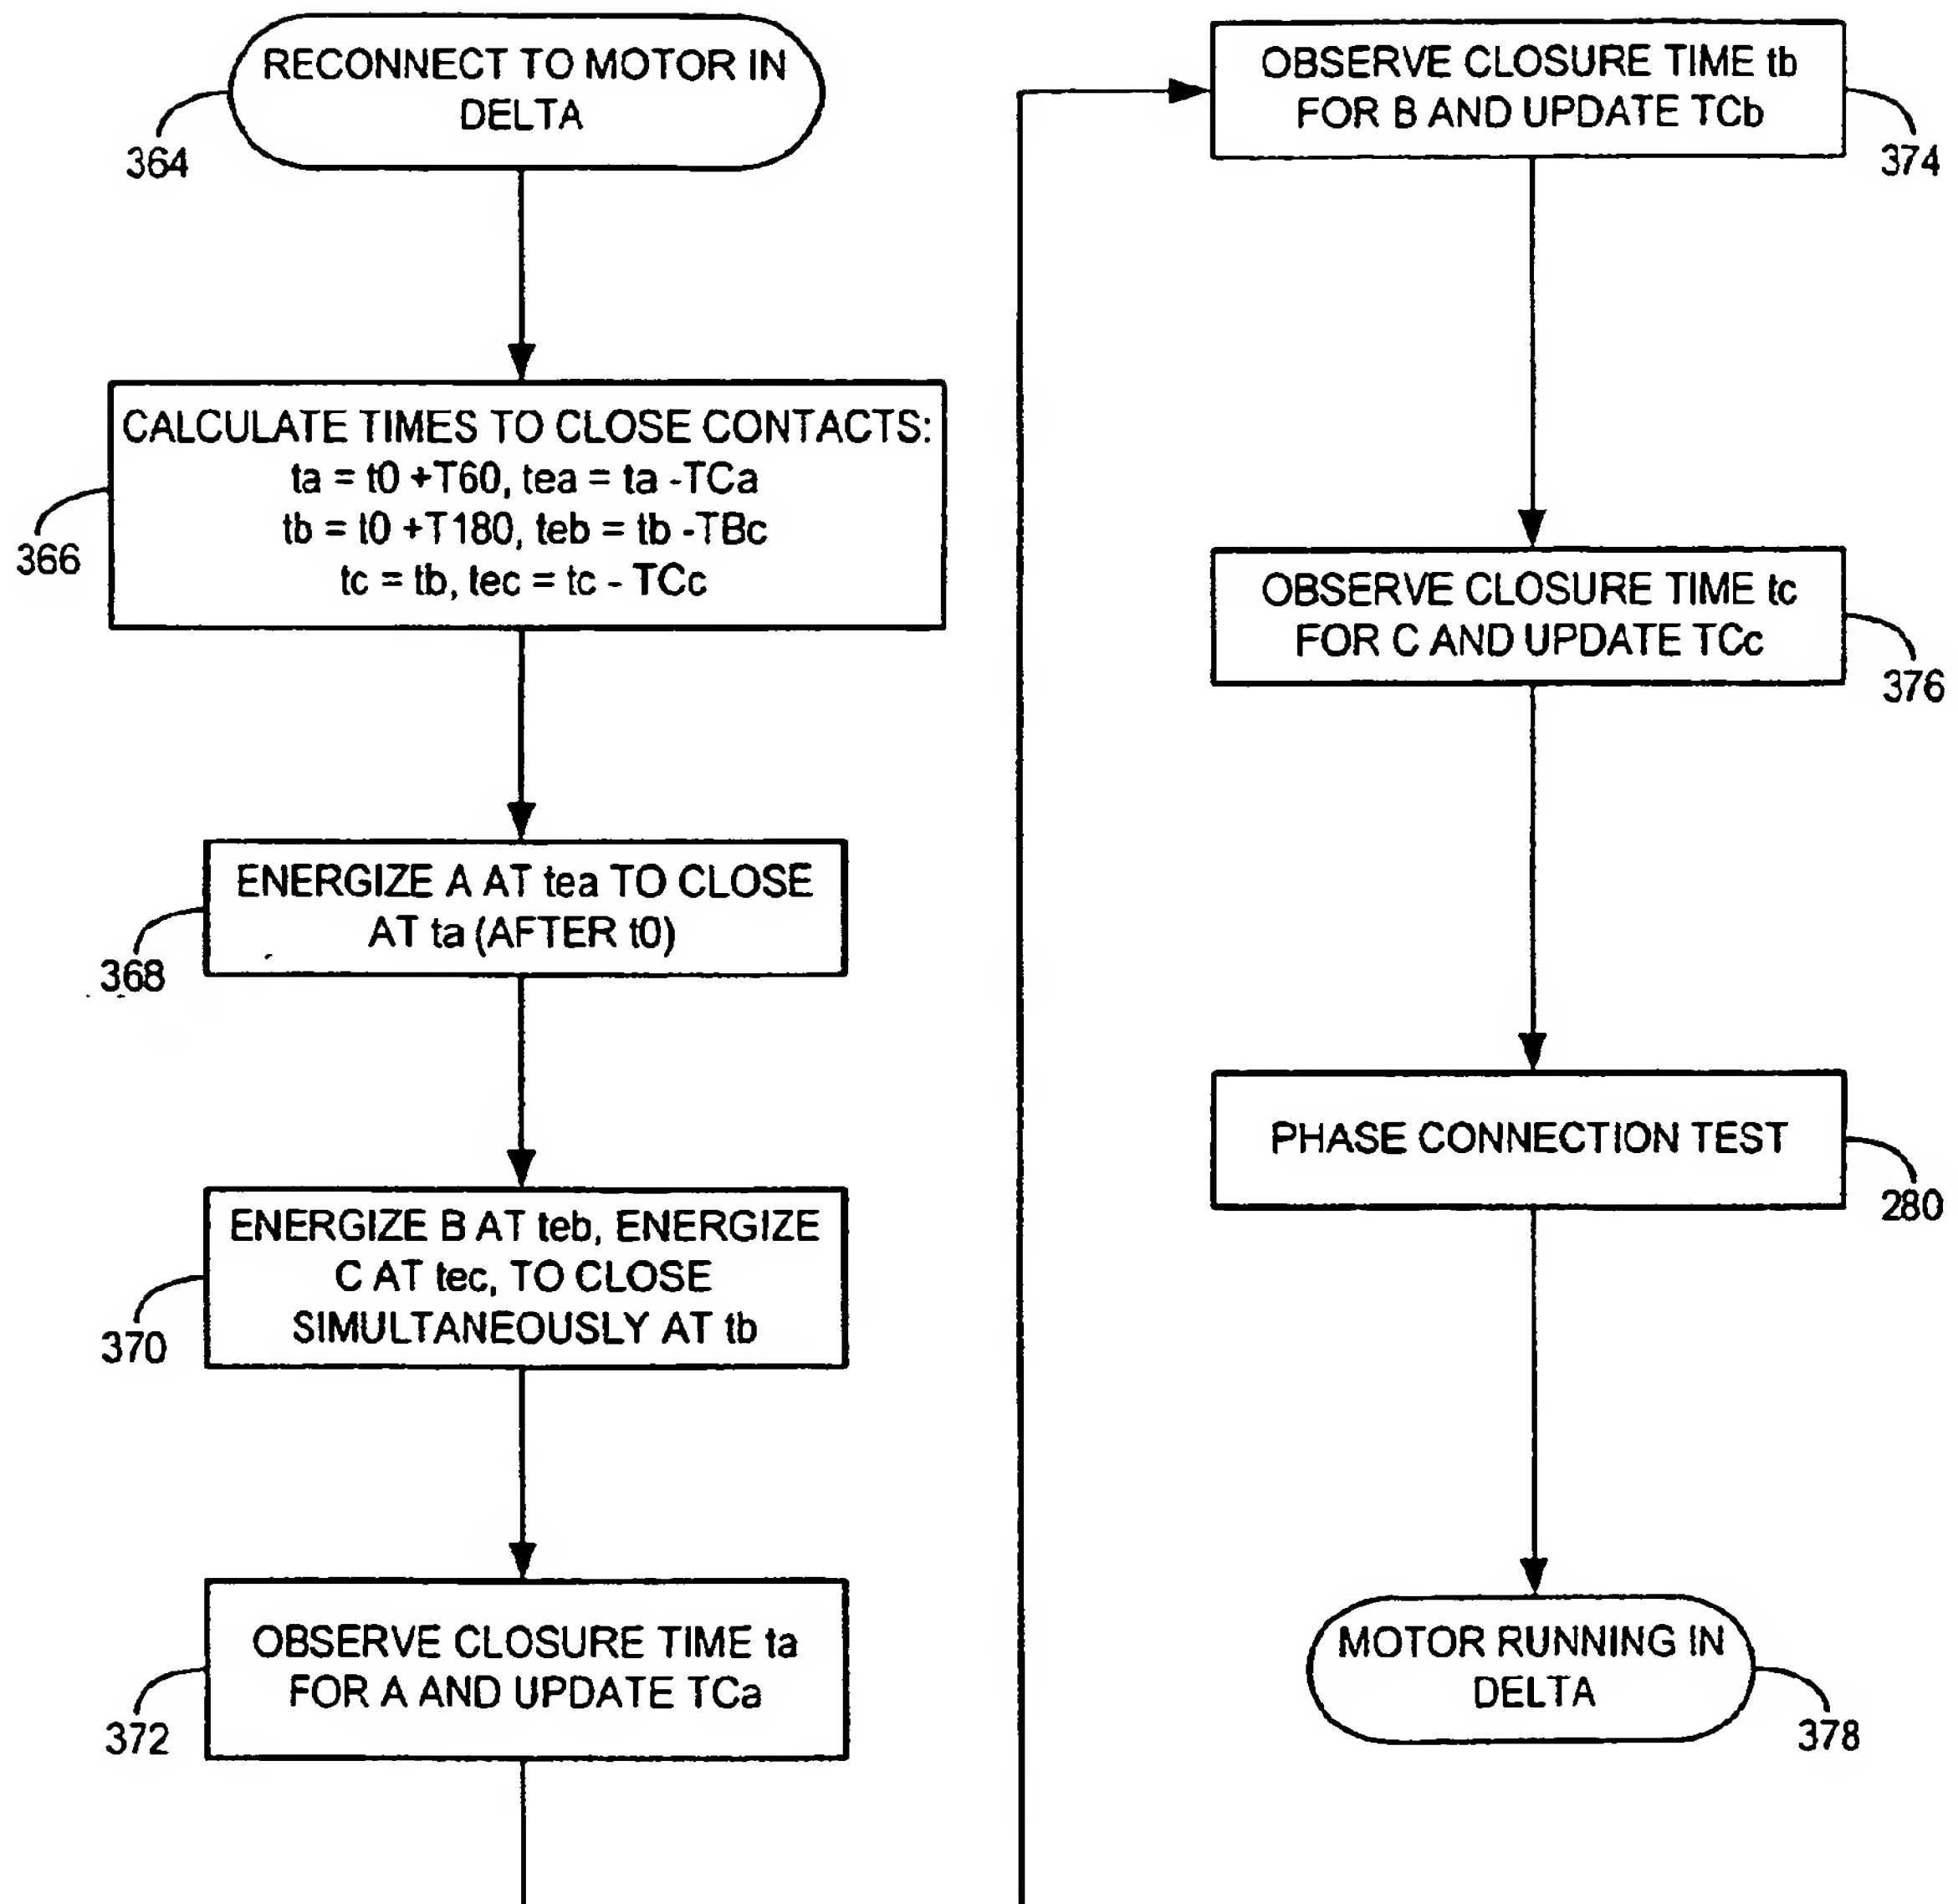 RECONNECT TO MOTOR IN
DELTA
364
CALCULATE TIMES TO CLOSE CONTACTS:
ta = t0 +T60, tea = ta -TCa
tb = t0 +T180, teb = tb -TBc
tc = tb, tec = tc - TCc
366
ENERGIZE A AT tea TO CLOSE
AT ta (AFTER t0)
368
ENERGIZE B AT teb, ENERGIZE
C AT tec, TO CLOSE
SIMULTANEOUSLY AT tb
370
OBSERVE CLOSURE TIME ta
FOR A AND UPDATE TCa
372
OBSERVE CLOSURE TIME tb
FOR B AND UPDATE TCb
374
OBSERVE CLOSURE TIME tc
FOR C AND UPDATE TCc
376
PHASE CONNECTION TEST
280
MOTOR RUNNING IN
DELTA
378